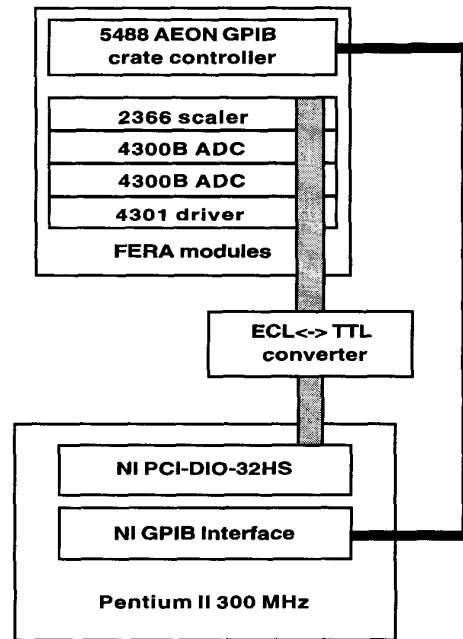 5488 AEON GPIB
crate controller
2366 scaler
4300B ADC
4300B ADC
4301 driver
FERA modules
ECL<-> TTL
converter
NI PCI-DIO-32HS
NI GPIB Interface
Pentium II 300 MHz